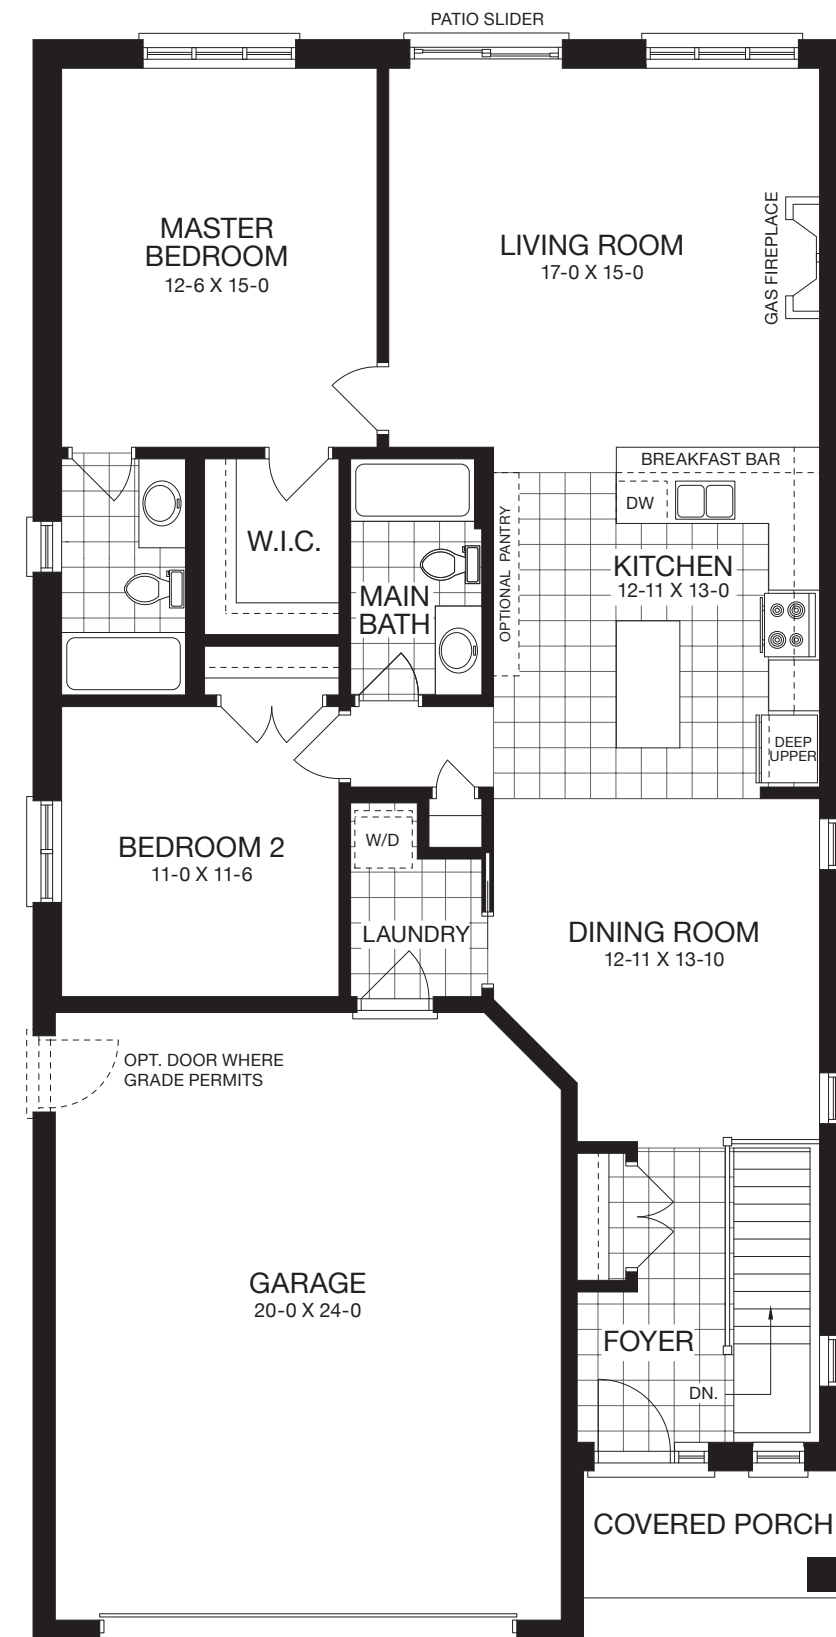 PATIO SLIDER
MASTER
BEDROOM
12-6 X 15-0
LIVING ROOM
17-0 X 15-0
GAS FIREPLACE
BREAKFAST BAR
DW
OPTIONAL PANTRY
W.I.C.
KITCHEN
12-11 X 13-0
MAIN
BATH
DEEP
UPPER
W/D
BEDROOM 2
11-0 X 11-6
LAUNDRY
DINING ROOM
12-11 X 13-10
OPT. DOOR WHERE
GRADE PERMITS
GARAGE
20-0 X 24-0
FOYER
DN.
COVERED PORCH